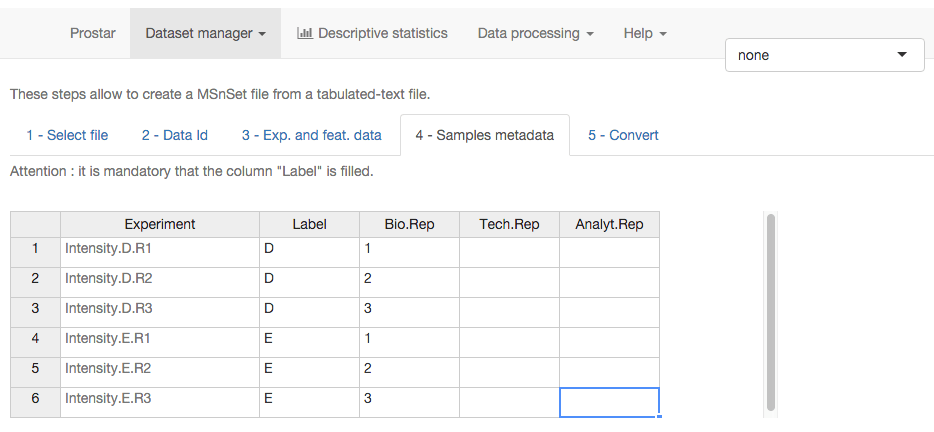 Prostar Dataset manager Descriptive statistics Data processing Help
none
These steps allow to create a MSnSet file from a tabulated-text file.
1 - Select file 2 - Data Id 3 - Exp. and feat. data 4 - Samples metadata 5 - Convert
Attention : it is mandatory that the column "Label" is filled.
Experiment Label Bio.Rep Tech.Rep Analyt.Rep
1 Intensity.D.R1 D 1
2 Intensity.D.R2 D 2
3 Intensity.D.R3 D 3
4 Intensity.E.R1 E 1
5 Intensity.E.R2 E 2
6 Intensity.E.R3 E 3